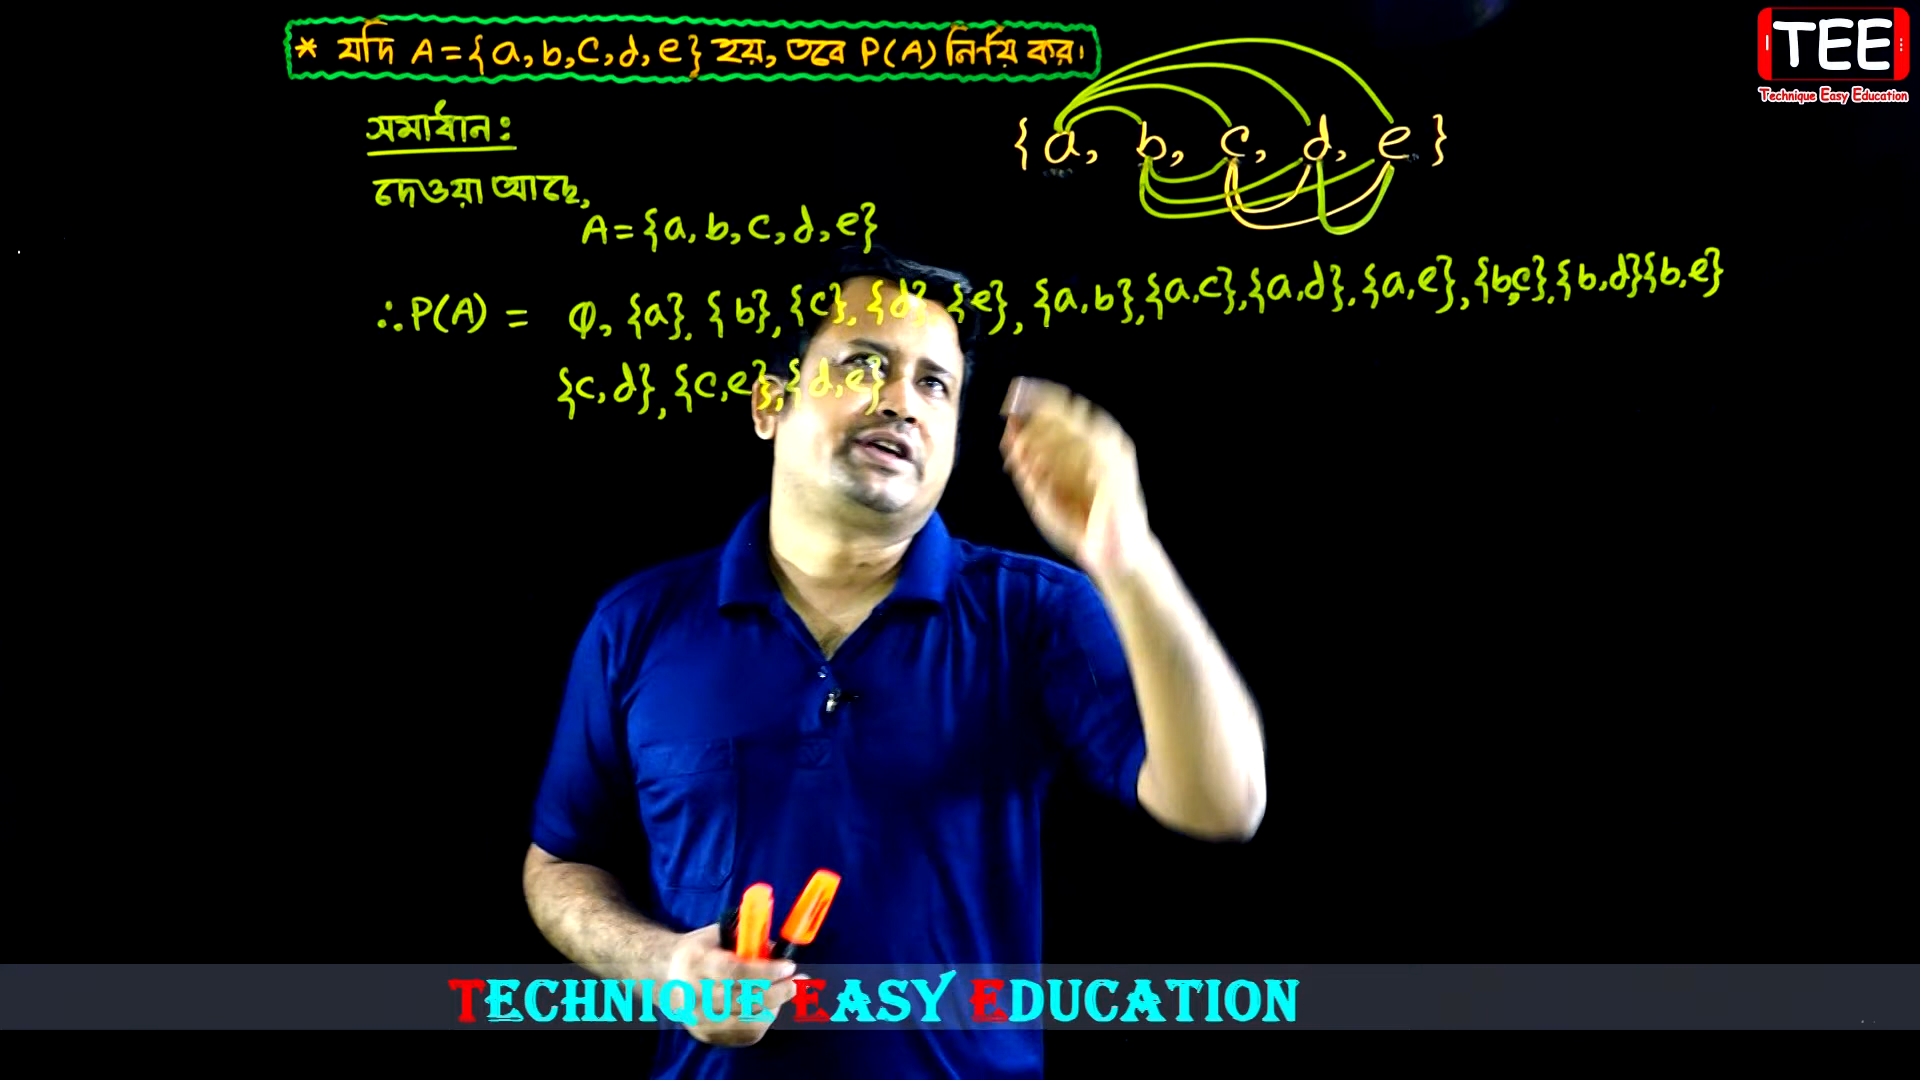 * যদি A={a,b,c,d,e} হয়, তবে P(A) নির্ণয় কর।
TEE
Technique Easy Education
সমাধান:
{a, b, c, d, e}
দেওয়া আছে,
A={a, b, c, d, e}
∴P(A) = φ, {a}, {b}, {c}, {d} {e}, {a,b},{a,c},{a,d}, {a,e}, {b,c},{b,d}{b,e}
{c,d}, {c,e},{d,e}
TECHNIQUE EASY EDUCATION